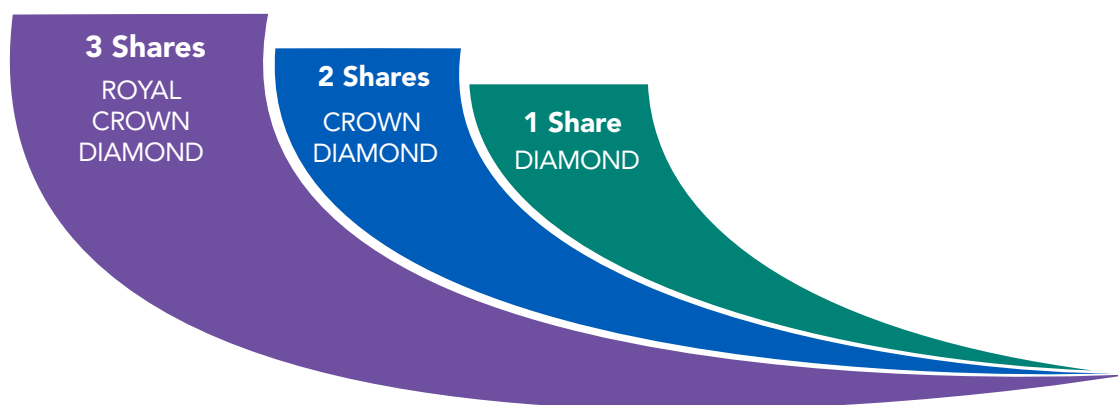 3 Shares
ROYAL
CROWN
DIAMOND
2 Shares
CROWN
DIAMOND
1 Share
DIAMOND